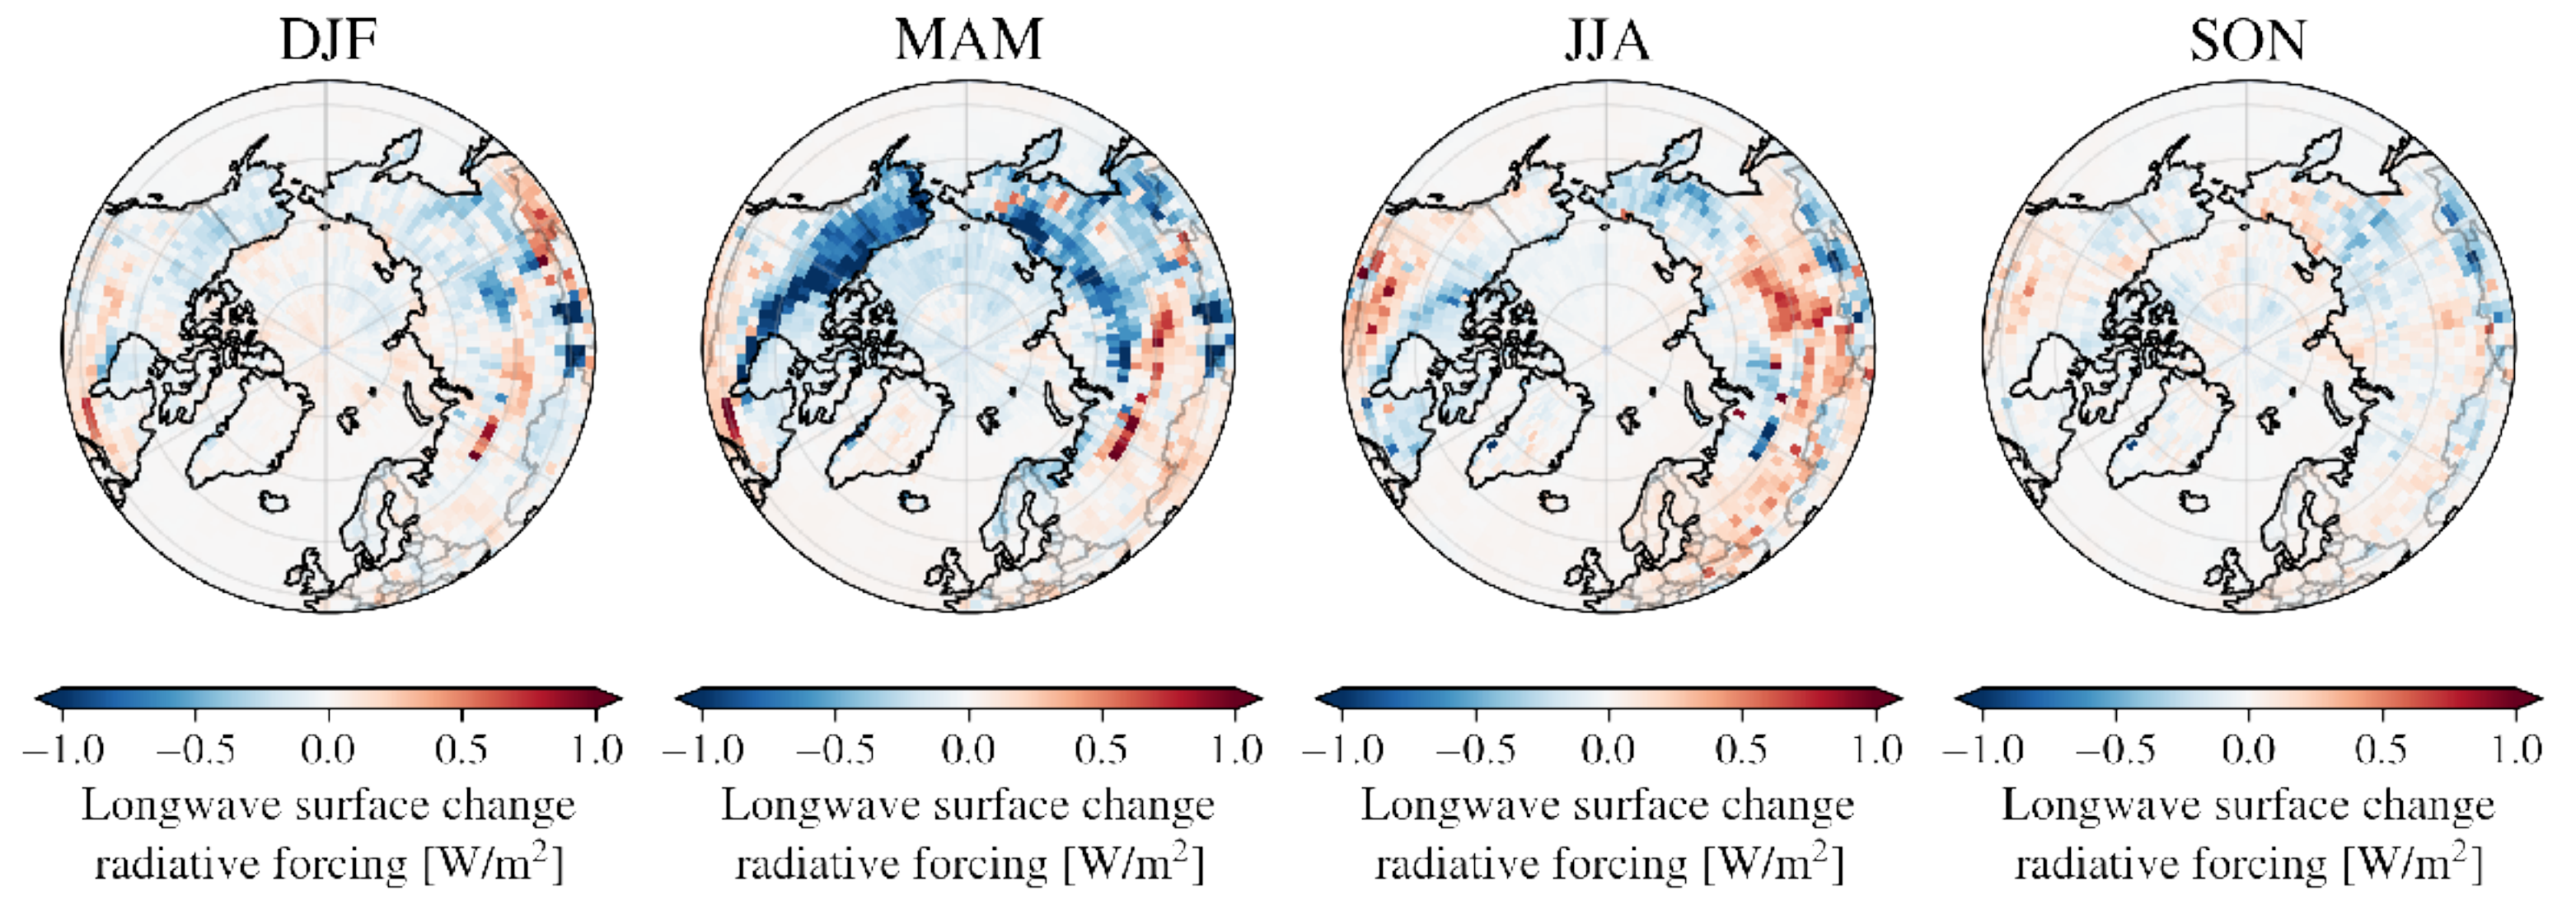 DJF MAM JJA SON
−1.0 −0.5 0.0 0.5 1.0 −1.0 −0.5 0.0 0.5 1.0 −1.0 −0.5 0.0 0.5 1.0 −1.0 −0.5 0.0 0.5 1.0
Longwave surface change Longwave surface change Longwave surface change Longwave surface change
radiative forcing [W/m²] radiative forcing [W/m²] radiative forcing [W/m²] radiative forcing [W/m²]